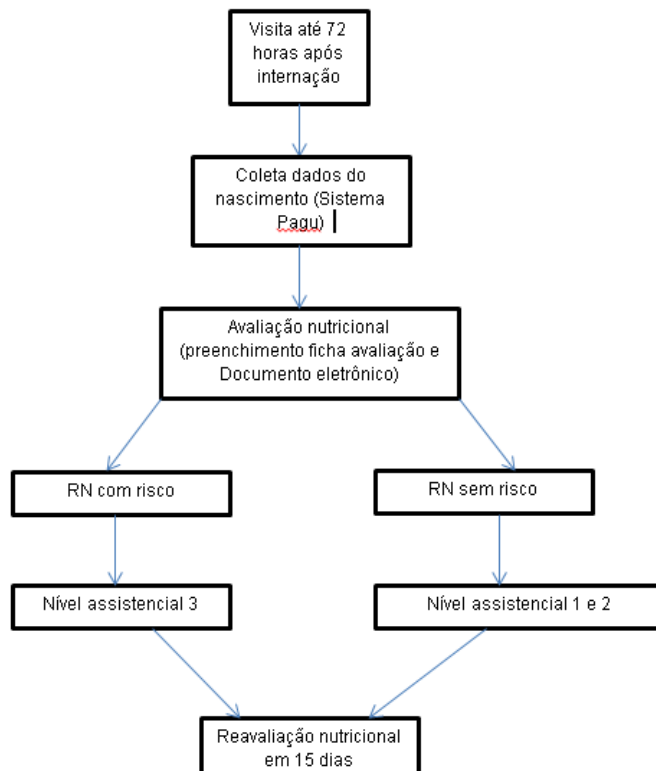 Visita até 72
horas após
internação
Coleta dados do
nascimento (Sistema
Pagu)
Avaliação nutricional
(preenchimento ficha avaliação e
Documento eletrônico)
RN com risco
RN sem risco
Nível assistencial 3
Nível assistencial 1 e 2
Reavaliação nutricional
em 15 dias